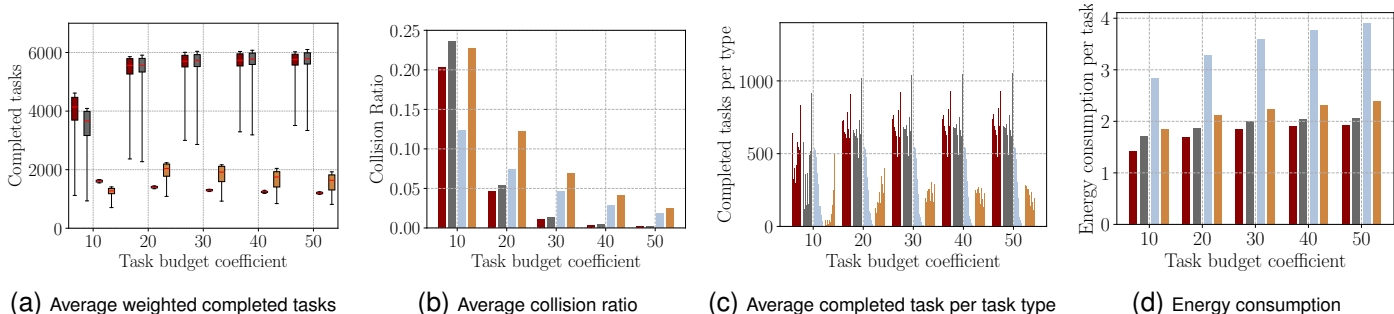 Completed tasks
6000
4000
2000
0
10 20 30 40 50
Task budget coefficient
(a) Average weighted completed tasks
Collision Ratio
0.25
0.20
0.15
0.10
0.05
0.00
10 20 30 40 50
Task budget coefficient
(b) Average collision ratio
Completed tasks per type
1000
500
0
10 20 30 40 50
Task budget coefficient
(c) Average completed task per task type
Energy consumption per task
4
3
2
1
0
10 20 30 40 50
Task budget coefficient
(d) Energy consumption